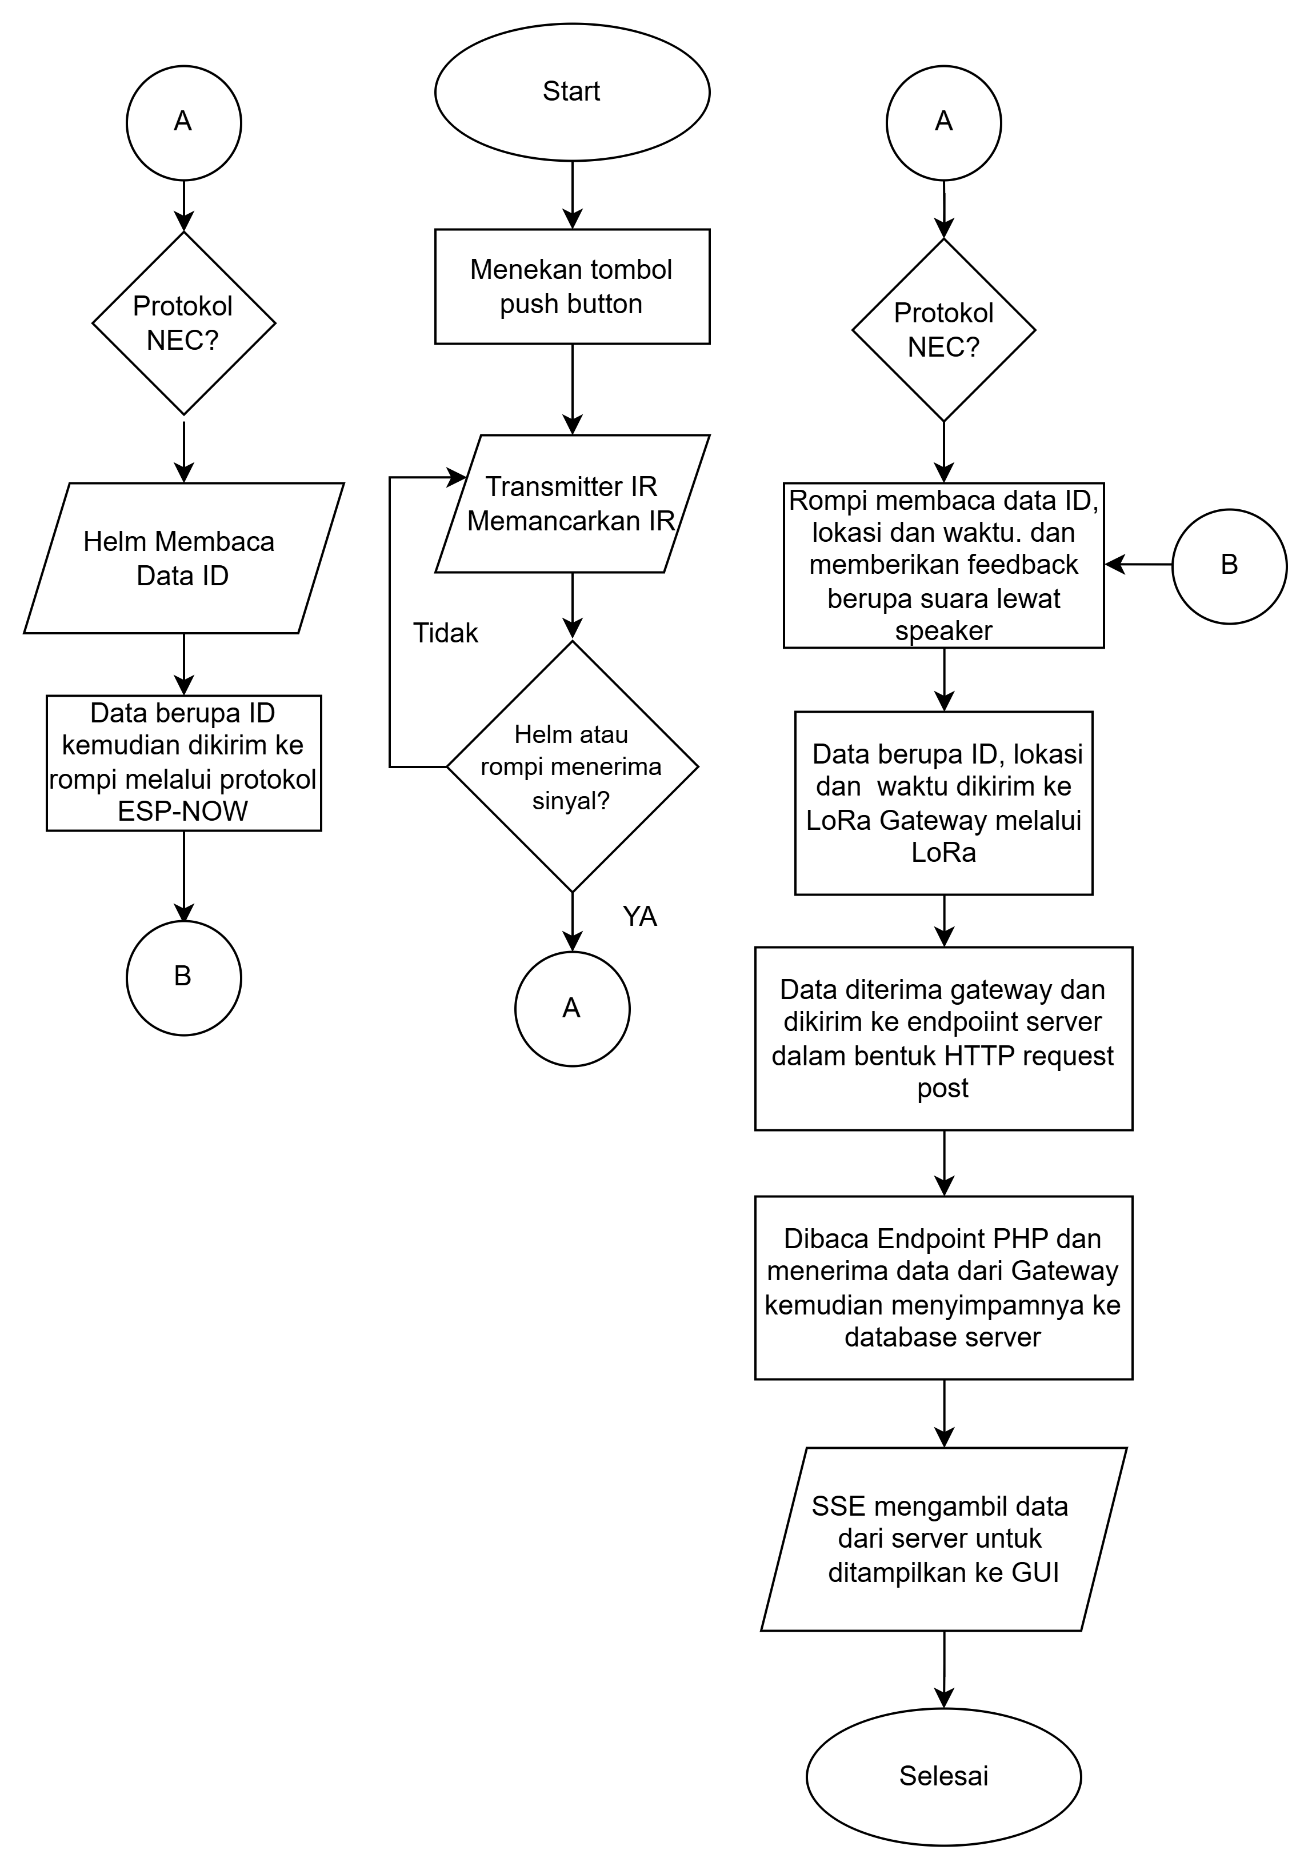 A
Protokol
NEC?
Helm Membaca
Data ID
Data berupa ID
kemudian dikirim ke
rompi melalui protokol
ESP-NOW
B
Start
Menekan tombol
push button
Transmitter IR
Memancarkan IR
Tidak
Helm atau
rompi menerima
sinyal?
YA
A
A
Protokol
NEC?
Rompi membaca data ID,
lokasi dan waktu. dan
memberikan feedback
berupa suara lewat
speaker
B
Data berupa ID, lokasi
dan waktu dikirim ke
LoRa Gateway melalui
LoRa
Data diterima gateway dan
dikirim ke endpoiint server
dalam bentuk HTTP request
post
Dibaca Endpoint PHP dan
menerima data dari Gateway
kemudian menyimpamnya ke
database server
SSE mengambil data
dari server untuk
ditampilkan ke GUI
Selesai